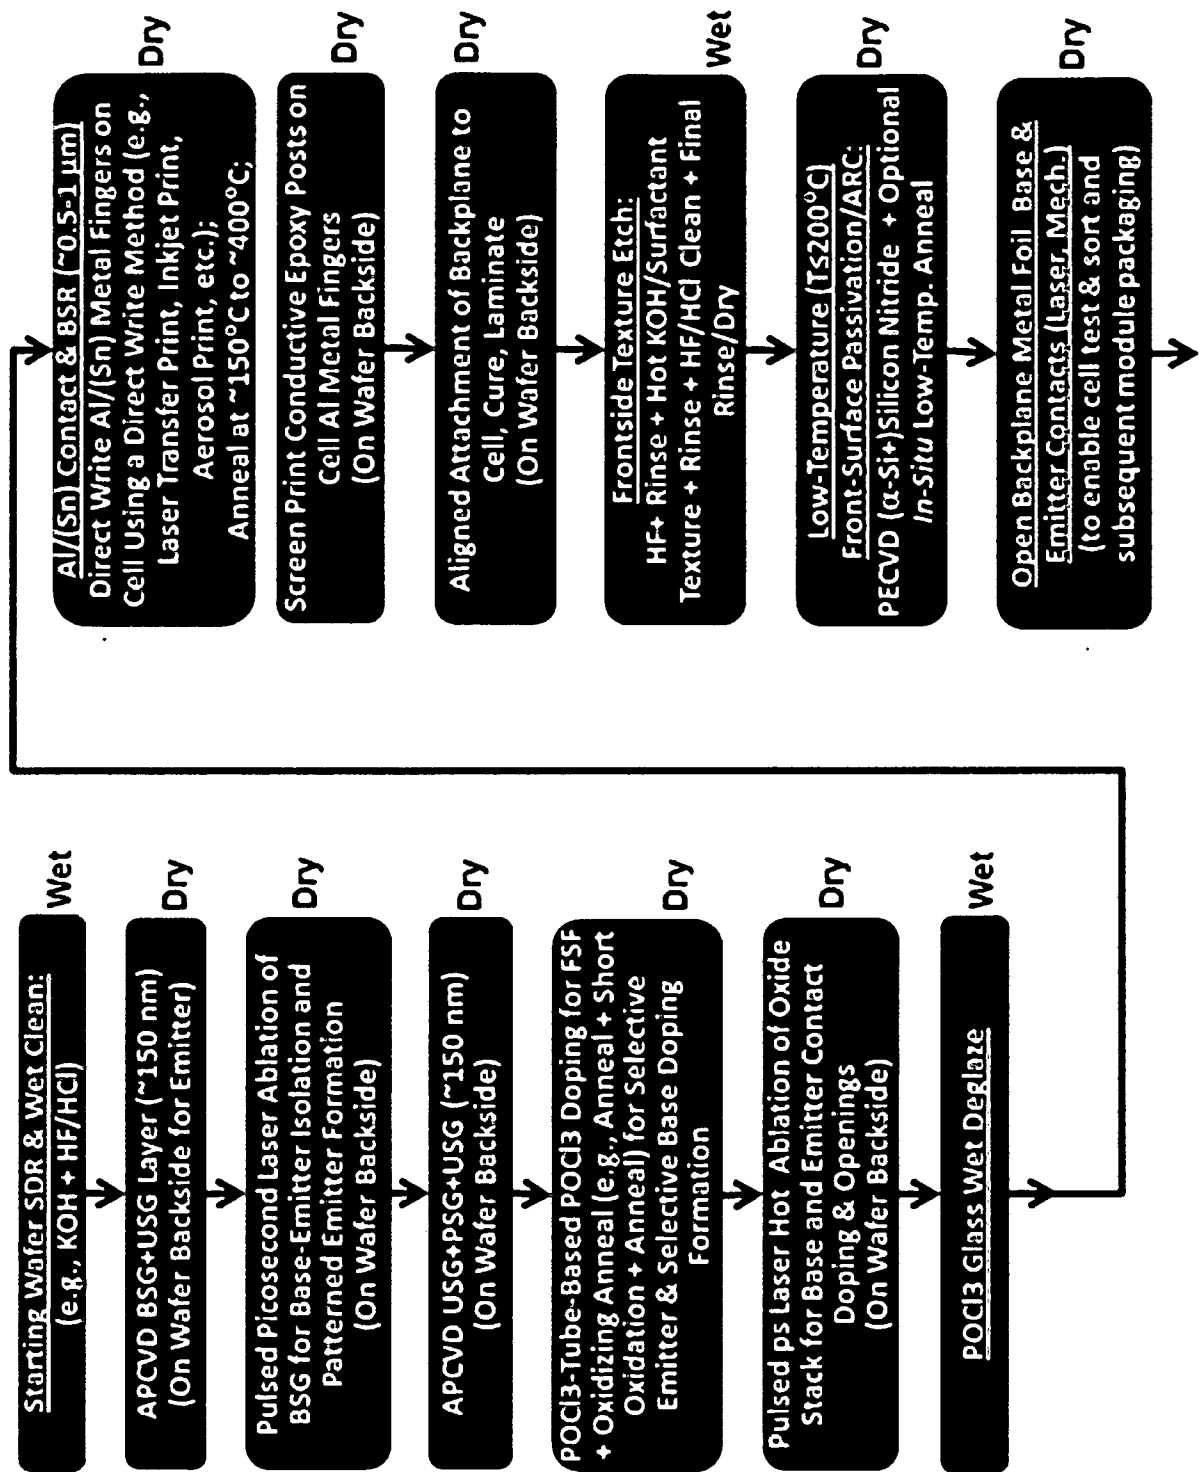 Starting Wafer SDR & Wet Clean:
(e.g., KOH + HF/HCl)
Wet
APCVD BSG+USG Layer (~150 nm)
(On Wafer Backside for Emitter)
Dry
Pulsed Picosecond Laser Ablation of
BSG for Base-Emitter Isolation and
Patterned Emitter Formation
(On Wafer Backside)
Dry
APCVD USG+PSG+USG (~150 nm)
(On Wafer Backside)
Dry
POCl3-Tube-Based POCl3 Doping for FSF
+ Oxidizing Anneal (e.g., Anneal + Short
Oxidation + Anneal) for Selective
Emitter & Selective Base Doping
Formation
Dry
Pulsed ps Laser Hot Ablation of Oxide
Stack for Base and Emitter Contact
Doping & Openings
(On Wafer Backside)
Dry
POCl3 Glass Wet Deglaze
Wet
Al/(Sn) Contact & BSR (~0.5-1 µm)
Direct Write Al/(Sn) Metal Fingers on
Cell Using a Direct Write Method (e.g.,
Laser Transfer Print, Inkjet Print,
Aerosol Print, etc.);
Anneal at ~150°C to ~400°C;
Dry
Screen Print Conductive Epoxy Posts on
Cell Al Metal Fingers
(On Wafer Backside)
Dry
Aligned Attachment of Backplane to
Cell, Cure, Laminate
(On Wafer Backside)
Dry
Frontside Texture Etch:
HF+ Rinse + Hot KOH/Surfactant
Texture + Rinse + HF/HCl Clean + Final
Rinse/Dry
Wet
Low-Temperature (T≤200°C)
Front-Surface Passivation/ARC:
PECVD (α-Si+)Silicon Nitride + Optional
In-Situ Low-Temp. Anneal
Dry
Open Backplane Metal Foil Base &
Emitter Contacts (Laser, Mech.)
(to enable cell test & sort and
subsequent module packaging)
Dry